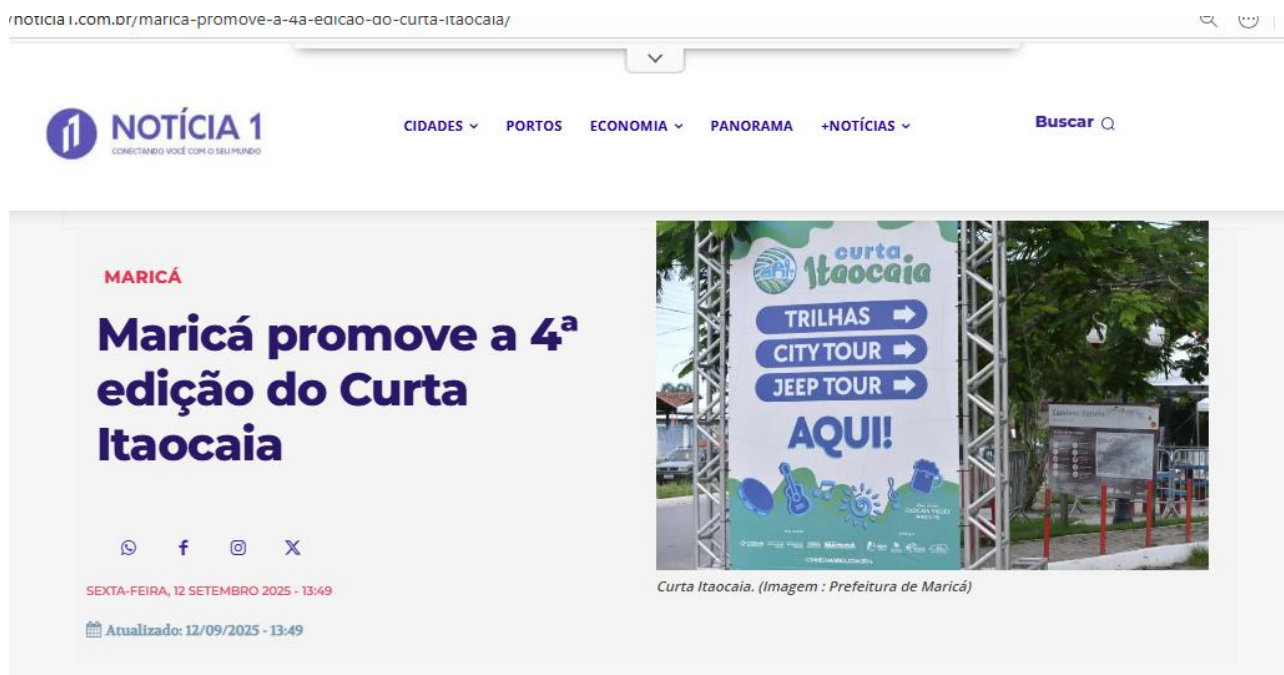 noticia1.com.br/marica-promove-a-4a-edicao-do-curta-itaocaia/
NOTÍCIA 1
CONECTANDO VOCÊ COM O SEU MUNDO
CIDADES
PORTOS
ECONOMIA
PANORAMA
+NOTÍCIAS
Buscar
MARICÁ
Maricá promove a 4ª
edição do Curta
Itaocaia
SEXTA-FEIRA, 12 SETEMBRO 2025 - 13:49
Atualizado: 12/09/2025 - 13:49
curta
Itaocaia
TRILHAS
CITY TOUR
JEEP TOUR
AQUI!
Curta Itaocaia. (Imagem : Prefeitura de Maricá)